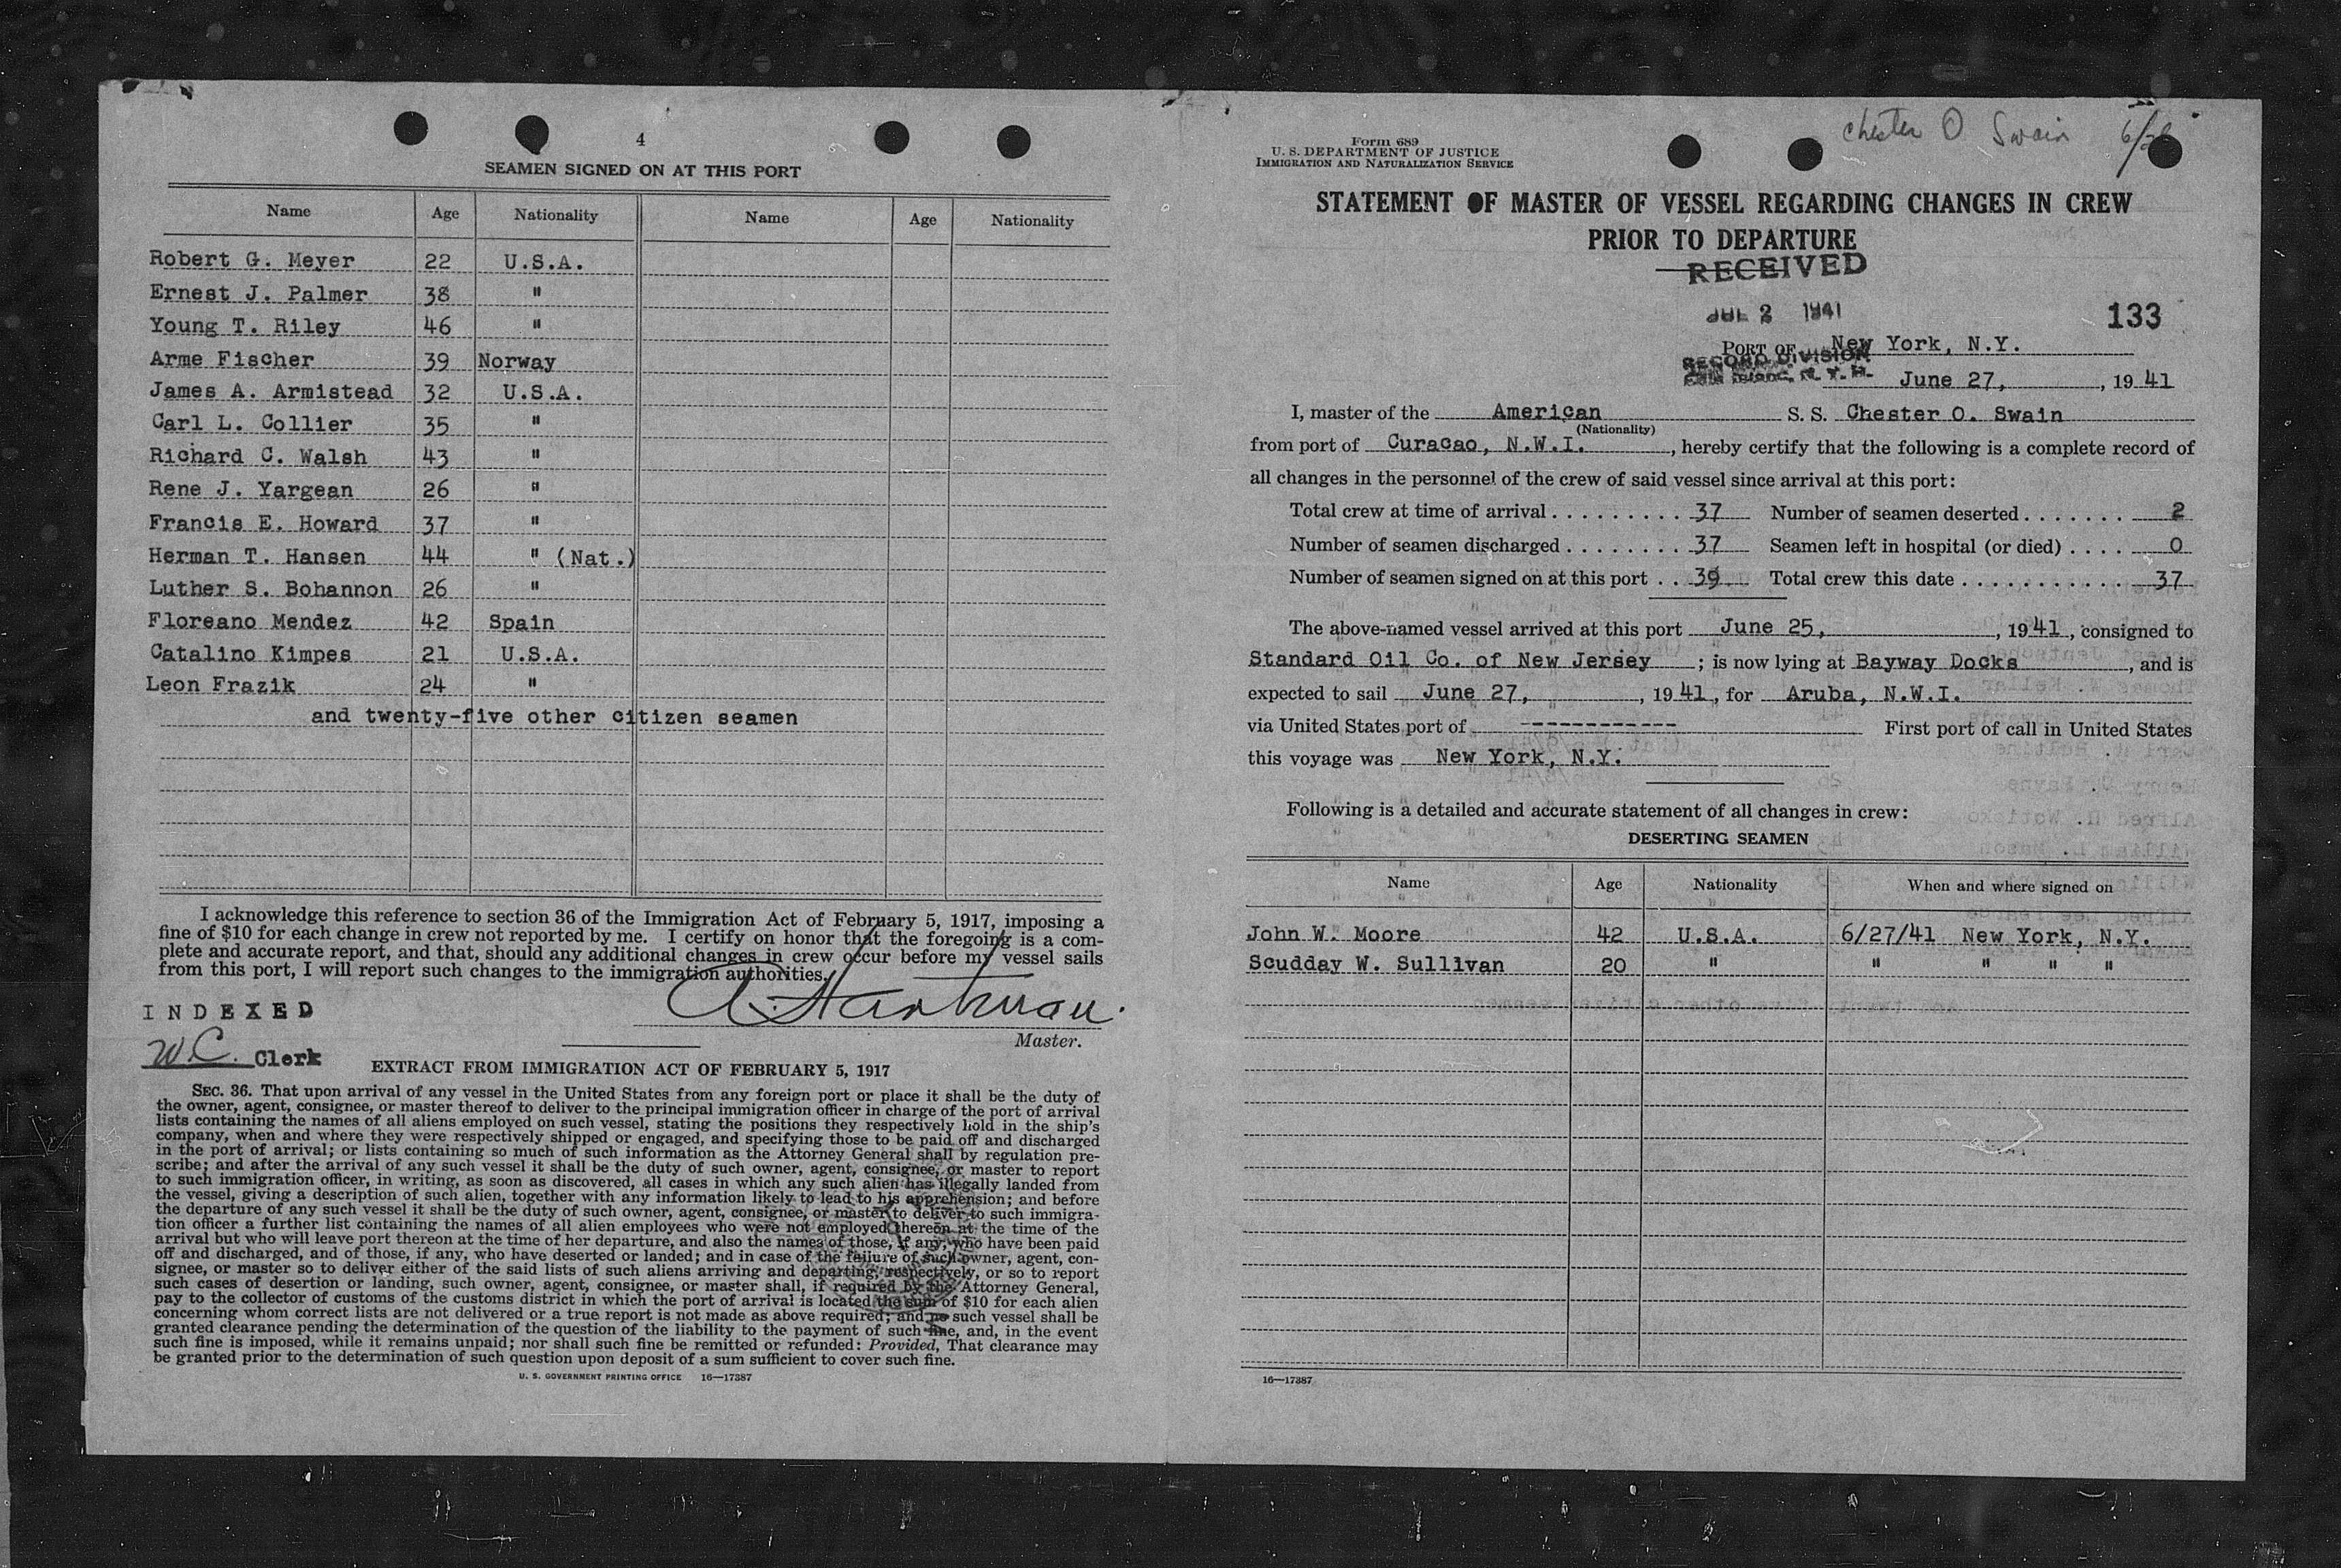 4
SEAMEN SIGNED ON AT THIS PORT
Name Age Nationality Name Age Nationality
Robert G. Meyer 22 U.S.A.
Ernest J. Palmer 38 "
Young T. Riley 46 "
Arme Fischer 39 Norway
James A. Armistead 32 U.S.A.
Carl L. Collier 35 "
Richard C. Walsh 43 "
Rene J. Yargean 26 "
Francis E. Howard 37 "
Herman T. Hansen 44 " (Nat.)
Luther S. Bohannon 26 "
Floreano Mendez 42 Spain
Catalino Kimpes 21 U.S.A.
Leon Frazik 24 "
and twenty-five other citizen seamen
I acknowledge this reference to section 36 of the Immigration Act of February 5, 1917, imposing a
fine of $10 for each change in crew not reported by me. I certify on honor that the foregoing is a com-
plete and accurate report, and that, should any additional changes in crew occur before my vessel sails
from this port, I will report such changes to the immigration authorities.
INDEXED
Master.
W.C. Clerk
EXTRACT FROM IMMIGRATION ACT OF FEBRUARY 5, 1917
SEC. 36. That upon arrival of any vessel in the United States from any foreign port or place it shall be the duty of
the owner, agent, consignee, or master thereof to deliver to the principal immigration officer in charge of the port of arrival
lists containing the names of all aliens employed on such vessel, stating the positions they respectively hold in the ship's
company, when and where they were respectively shipped or engaged, and specifying those to be paid off and discharged
in the port of arrival; or lists containing so much of such information as the Attorney General shall by regulation pre-
scribe; and after the arrival of any such vessel it shall be the duty of such owner, agent, consignee, or master to report
to such immigration officer, in writing, as soon as discovered, all cases in which any such alien has illegally landed from
the vessel, giving a description of such alien, together with any information likely to lead to his apprehension; and before
the departure of any such vessel it shall be the duty of such owner, agent, consignee, or master to deliver to such immigra-
tion officer a further list containing the names of all alien employees who were not employed thereon at the time of the
arrival but who will leave port thereon at the time of her departure, and also the names of those, if any, who have been paid
off and discharged, and of those, if any, who have deserted or landed; and in case of the failure of such owner, agent, con-
signee, or master so to deliver either of the said lists of such aliens arriving and departing, respectively, or so to report
such cases of desertion or landing, such owner, agent, consignee, or master shall, if required by the Attorney General,
pay to the collector of customs of the customs district in which the port of arrival is located the sum of $10 for each alien
concerning whom correct lists are not delivered or a true report is not made as above required; and no such vessel shall be
granted clearance pending the determination of the question of the liability to the payment of such fine, and, in the event
such fine is imposed, while it remains unpaid; nor shall such fine be remitted or refunded: Provided, That clearance may
be granted prior to the determination of such question upon deposit of a sum sufficient to cover such fine.
U. S. GOVERNMENT PRINTING OFFICE 16—17387
Chester O Swain
Form 689
U. S. DEPARTMENT OF JUSTICE
IMMIGRATION AND NATURALIZATION SERVICE
STATEMENT OF MASTER OF VESSEL REGARDING CHANGES IN CREW
PRIOR TO DEPARTURE
RECEIVED
JUL 2 1941
133
PORT OF New York, N.Y.
RECORD DIVISION
June 27, , 19 41
I, master of the American S. S. Chester O. Swain
(Nationality)
from port of Curacao, N.W.I. , hereby certify that the following is a complete record of
all changes in the personnel of the crew of said vessel since arrival at this port:
Total crew at time of arrival . . . . . . . . . . 37 Number of seamen deserted . . . . . . . 2
Number of seamen discharged . . . . . . . . 37 Seamen left in hospital (or died) . . . . 0
Number of seamen signed on at this port . . 39 Total crew this date . . . . . . . . . . . . 37
The above-named vessel arrived at this port June 25, , 19 41 , consigned to
Standard Oil Co. of New Jersey ; is now lying at Bayway Docks , and is
expected to sail June 27, , 19 41 , for Aruba, N.W.I.
via United States port of ------------ First port of call in United States
this voyage was New York, N.Y.
Following is a detailed and accurate statement of all changes in crew:
DESERTING SEAMEN
Name Age Nationality When and where signed on
John W. Moore 42 U.S.A. 6/27/41 New York, N.Y.
Scudday W. Sullivan 20 " " " " "
16—17387